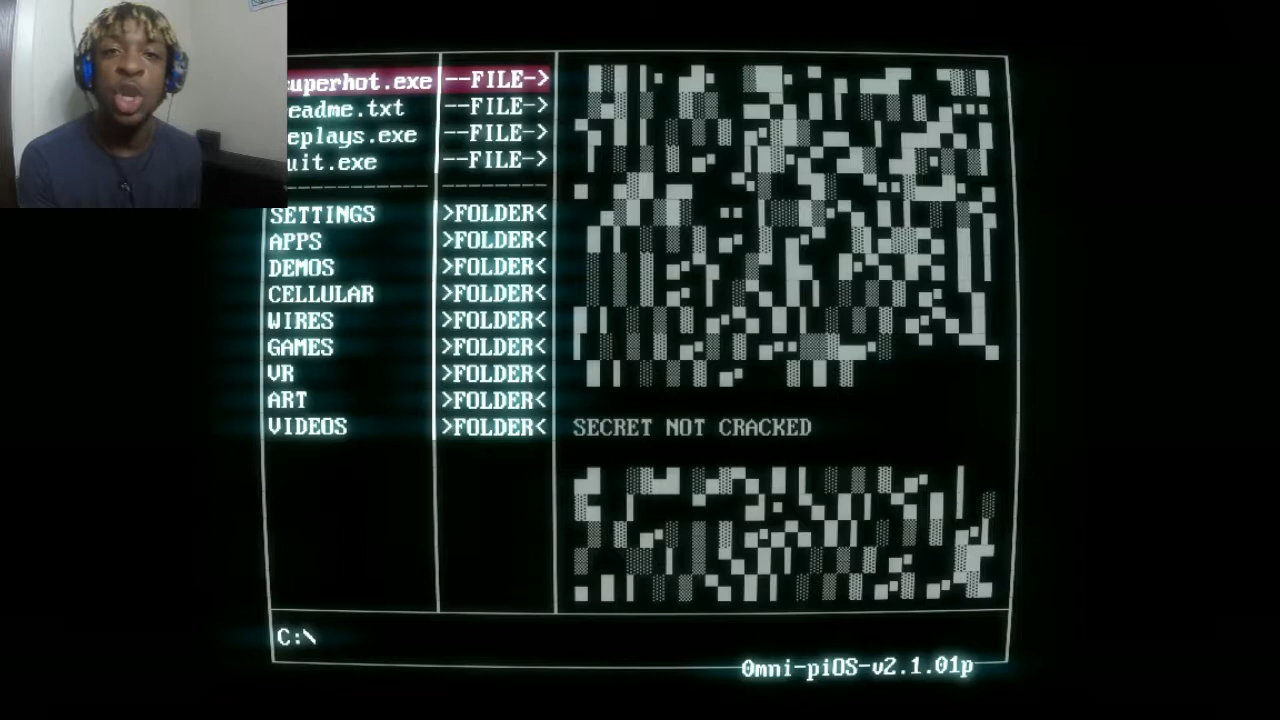 uperhot.exe --FILE->
eadme.txt --FILE->
eplays.exe --FILE->
uit.exe --FILE->
SETTINGS >FOLDER<
APPS >FOLDER<
DEMOS >FOLDER<
CELLULAR >FOLDER<
WIRES >FOLDER<
GAMES >FOLDER<
VR >FOLDER<
ART >FOLDER<
VIDEOS >FOLDER<
SECRET NOT CRACKED
C:\
0mni-piOS-v2.1.01p